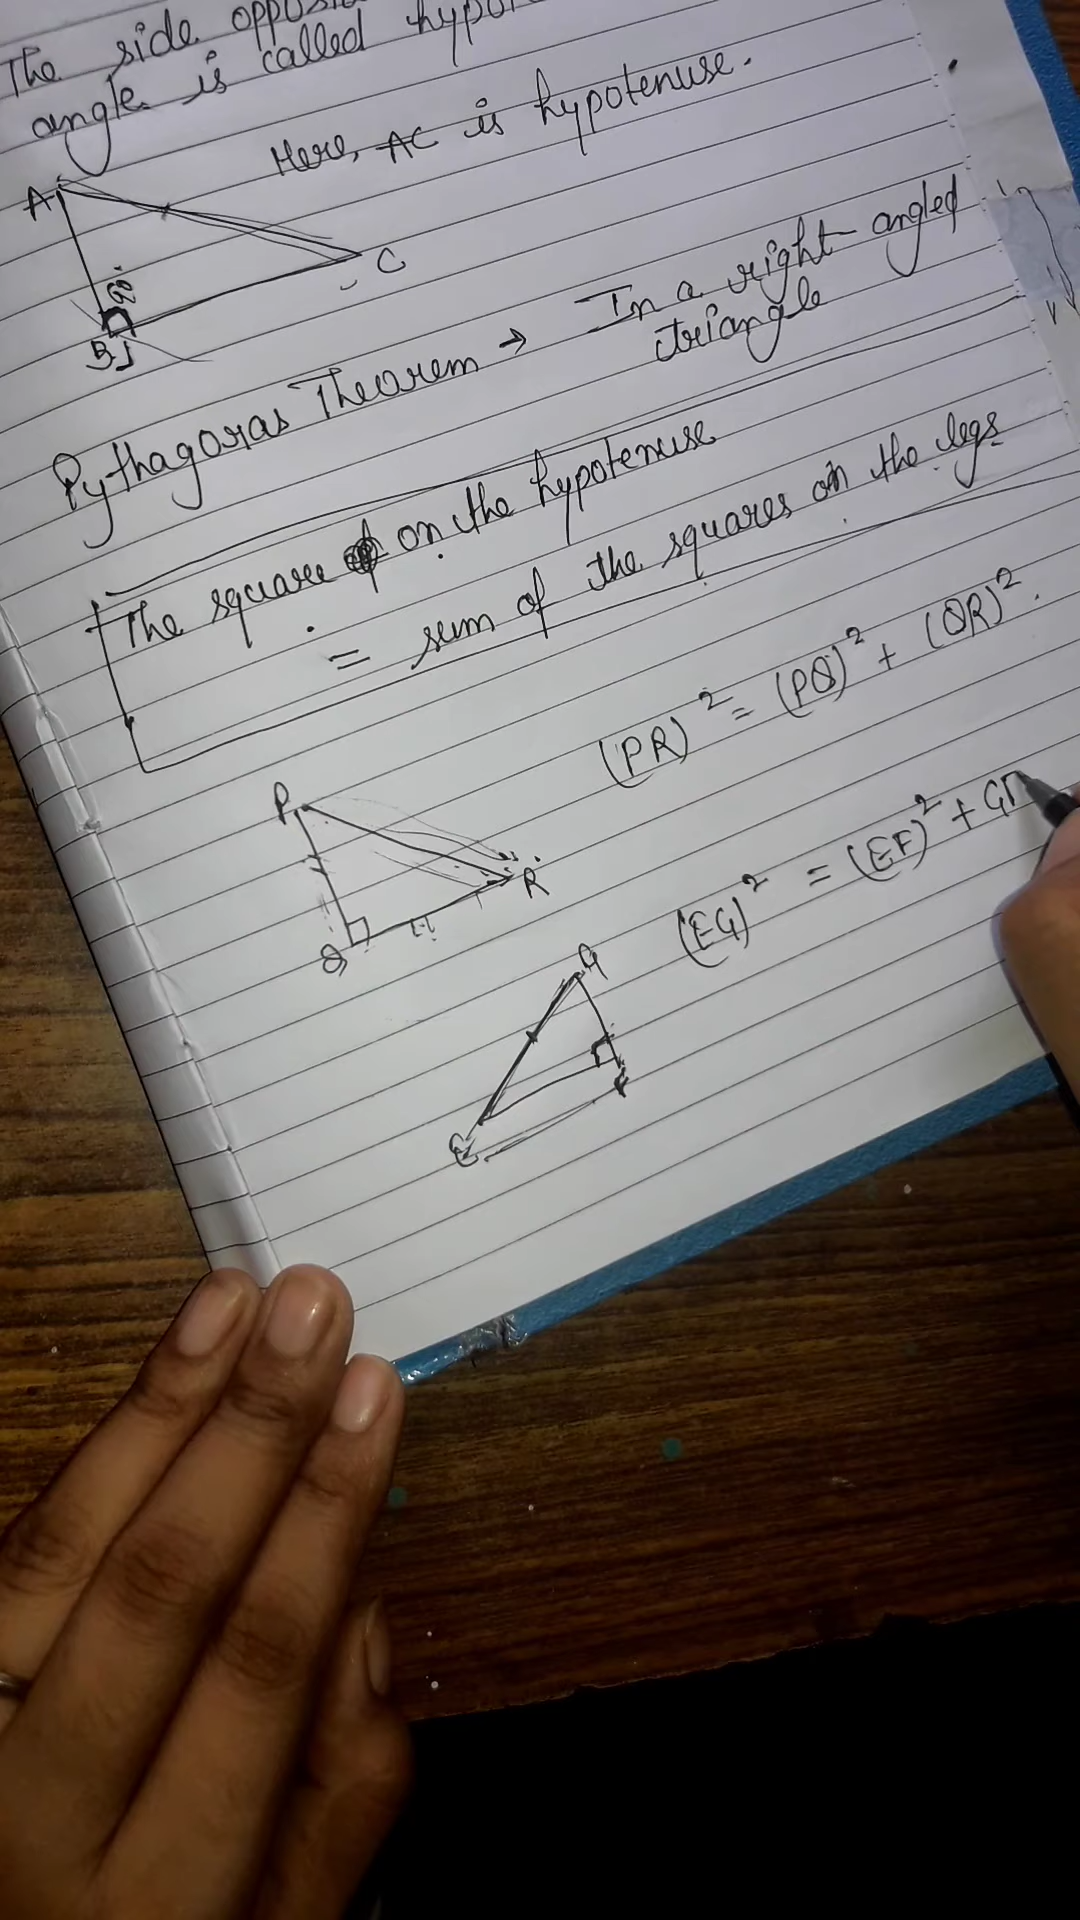 The side
angle is called
Here, AC is hypotenuse.
A
C
90°
B
Pythagoras Theorem → In a right angled
triangle
The square on the hypotenuse
= sum of the squares on the legs
(PR)² = (PQ)² + (QR)².
P
R
Q
(EG)² = (EF)² + G
G
F
E